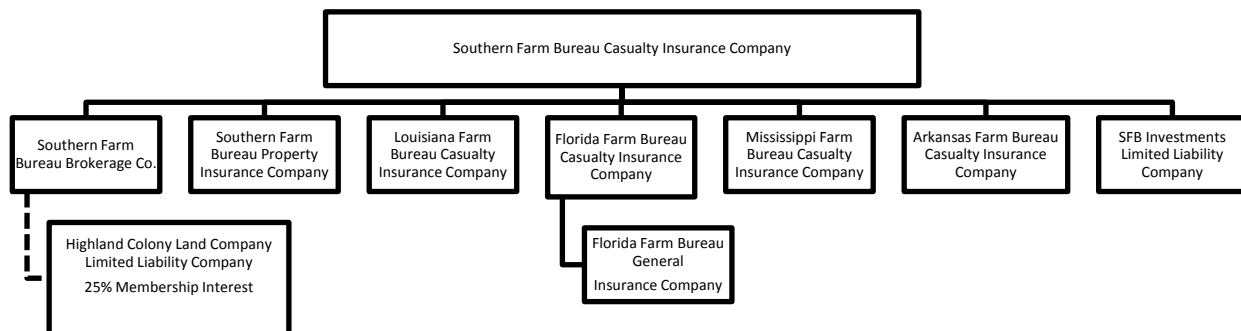 Southern Farm Bureau Casualty Insurance Company
Southern Farm
Bureau Brokerage Co.
Southern Farm
Bureau Property
Insurance Company
Louisiana Farm
Bureau Casualty
Insurance Company
Florida Farm Bureau
Casualty Insurance
Company
Mississippi Farm
Bureau Casualty
Insurance Company
Arkansas Farm Bureau
Casualty Insurance
Company
SFB Investments
Limited Liability
Company
Highland Colony Land Company
Limited Liability Company
25% Membership Interest
Florida Farm Bureau
General
Insurance Company